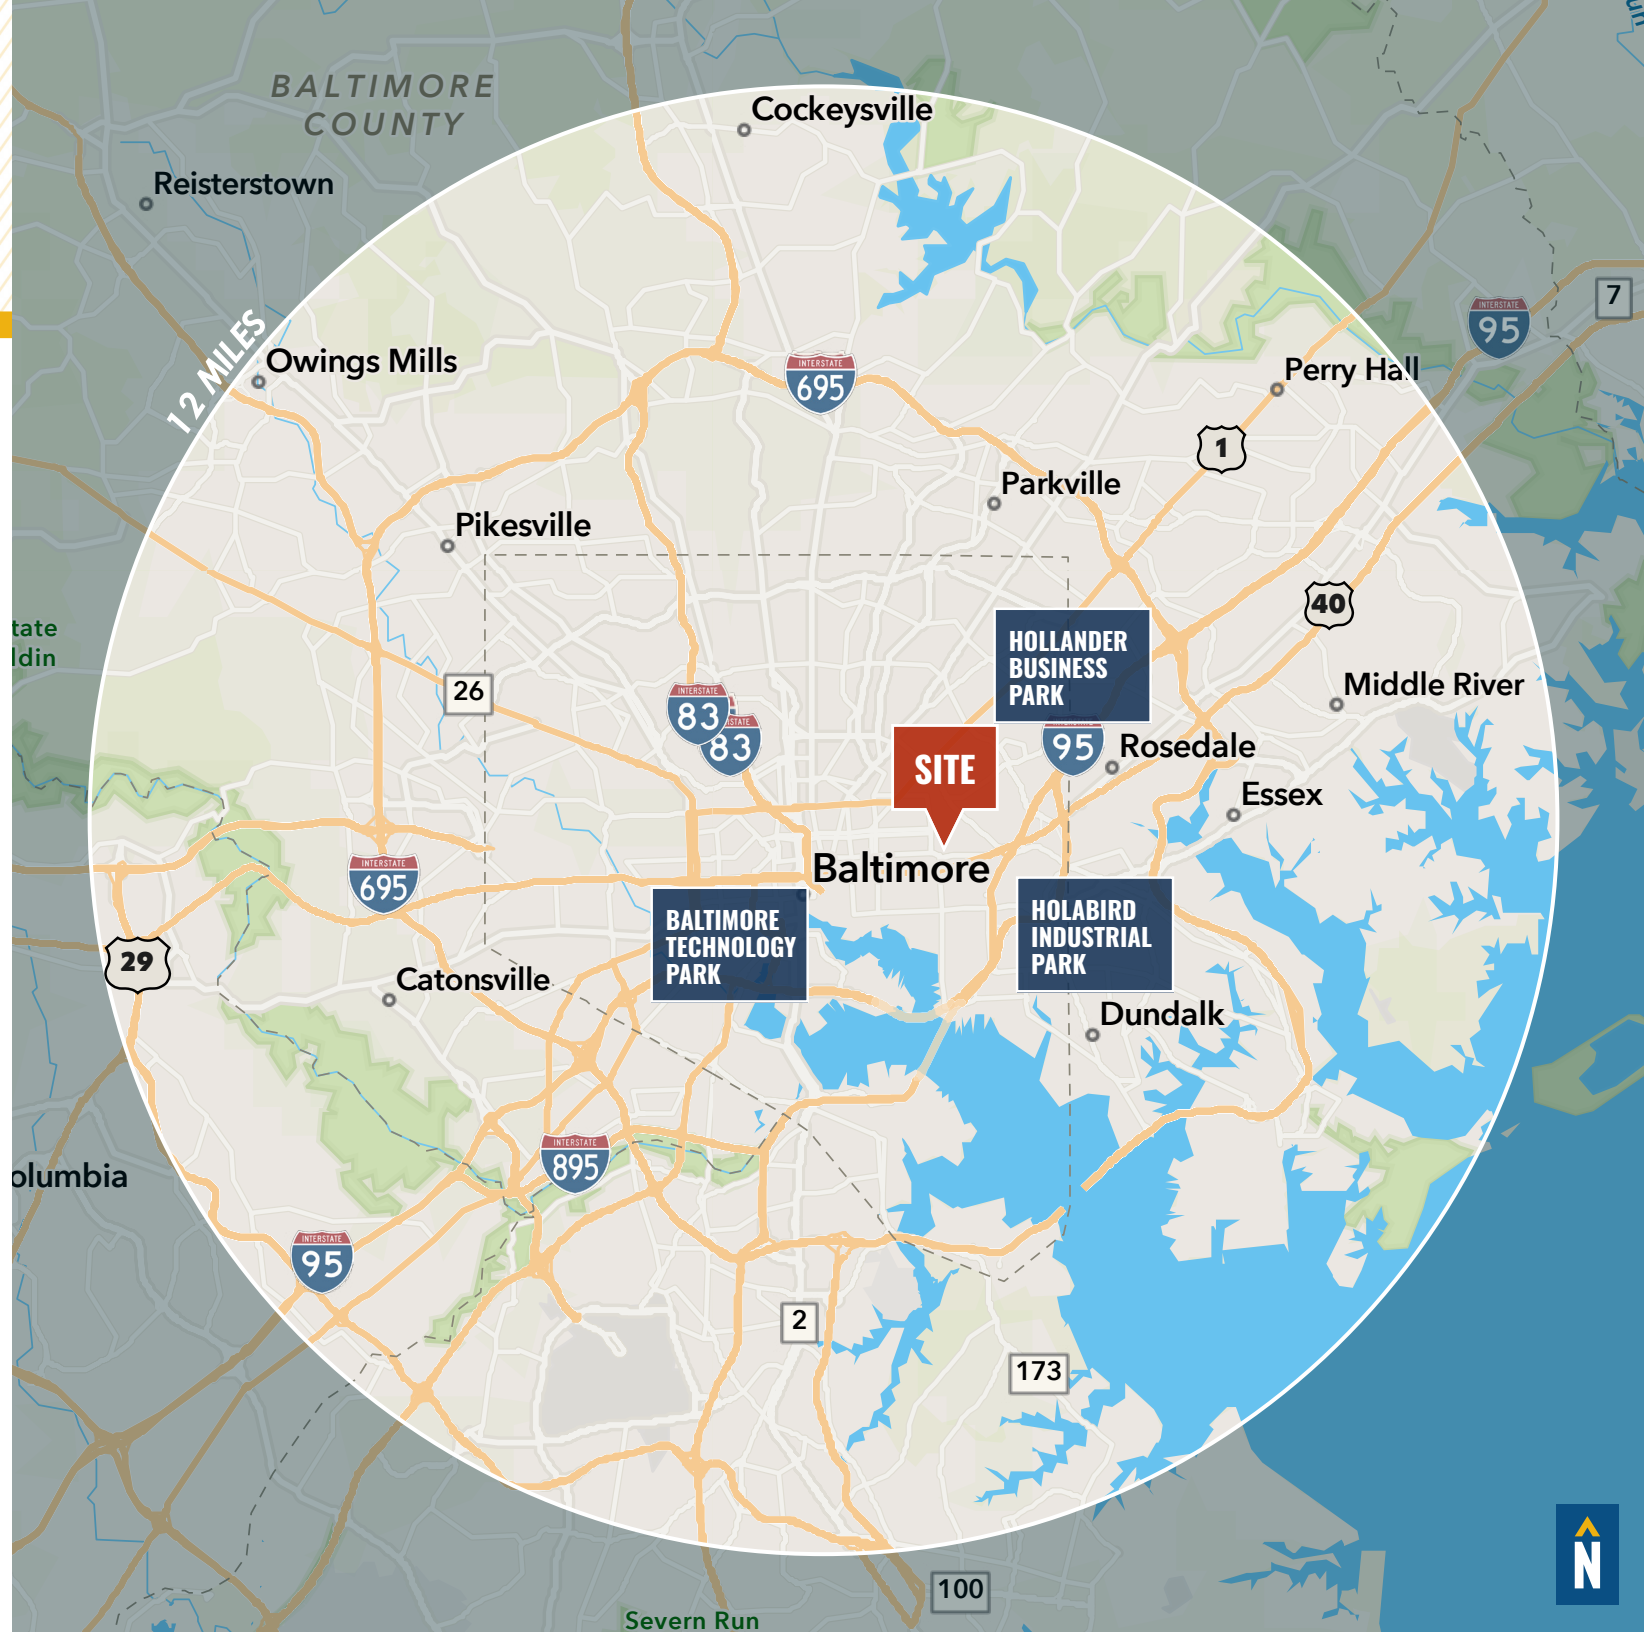 BALTIMORE
COUNTY
Cockeysville
Reisterstown
12 MILES
Owings Mills
INTERSTATE
695
INTERSTATE
95
7
Perry Hall
1
Parkville
Pikesville
40
tate
ldin
HOLLANDER
BUSINESS
PARK
26
INTERSTATE
83
STATE
83
Middle River
95
Rosedale
SITE
Essex
Baltimore
INTERSTATE
695
BALTIMORE
TECHNOLOGY
PARK
HOLABIRD
INDUSTRIAL
PARK
29
Catonsville
Dundalk
INTERSTATE
895
olumbia
INTERSTATE
95
2
173
N
100
Severn Run